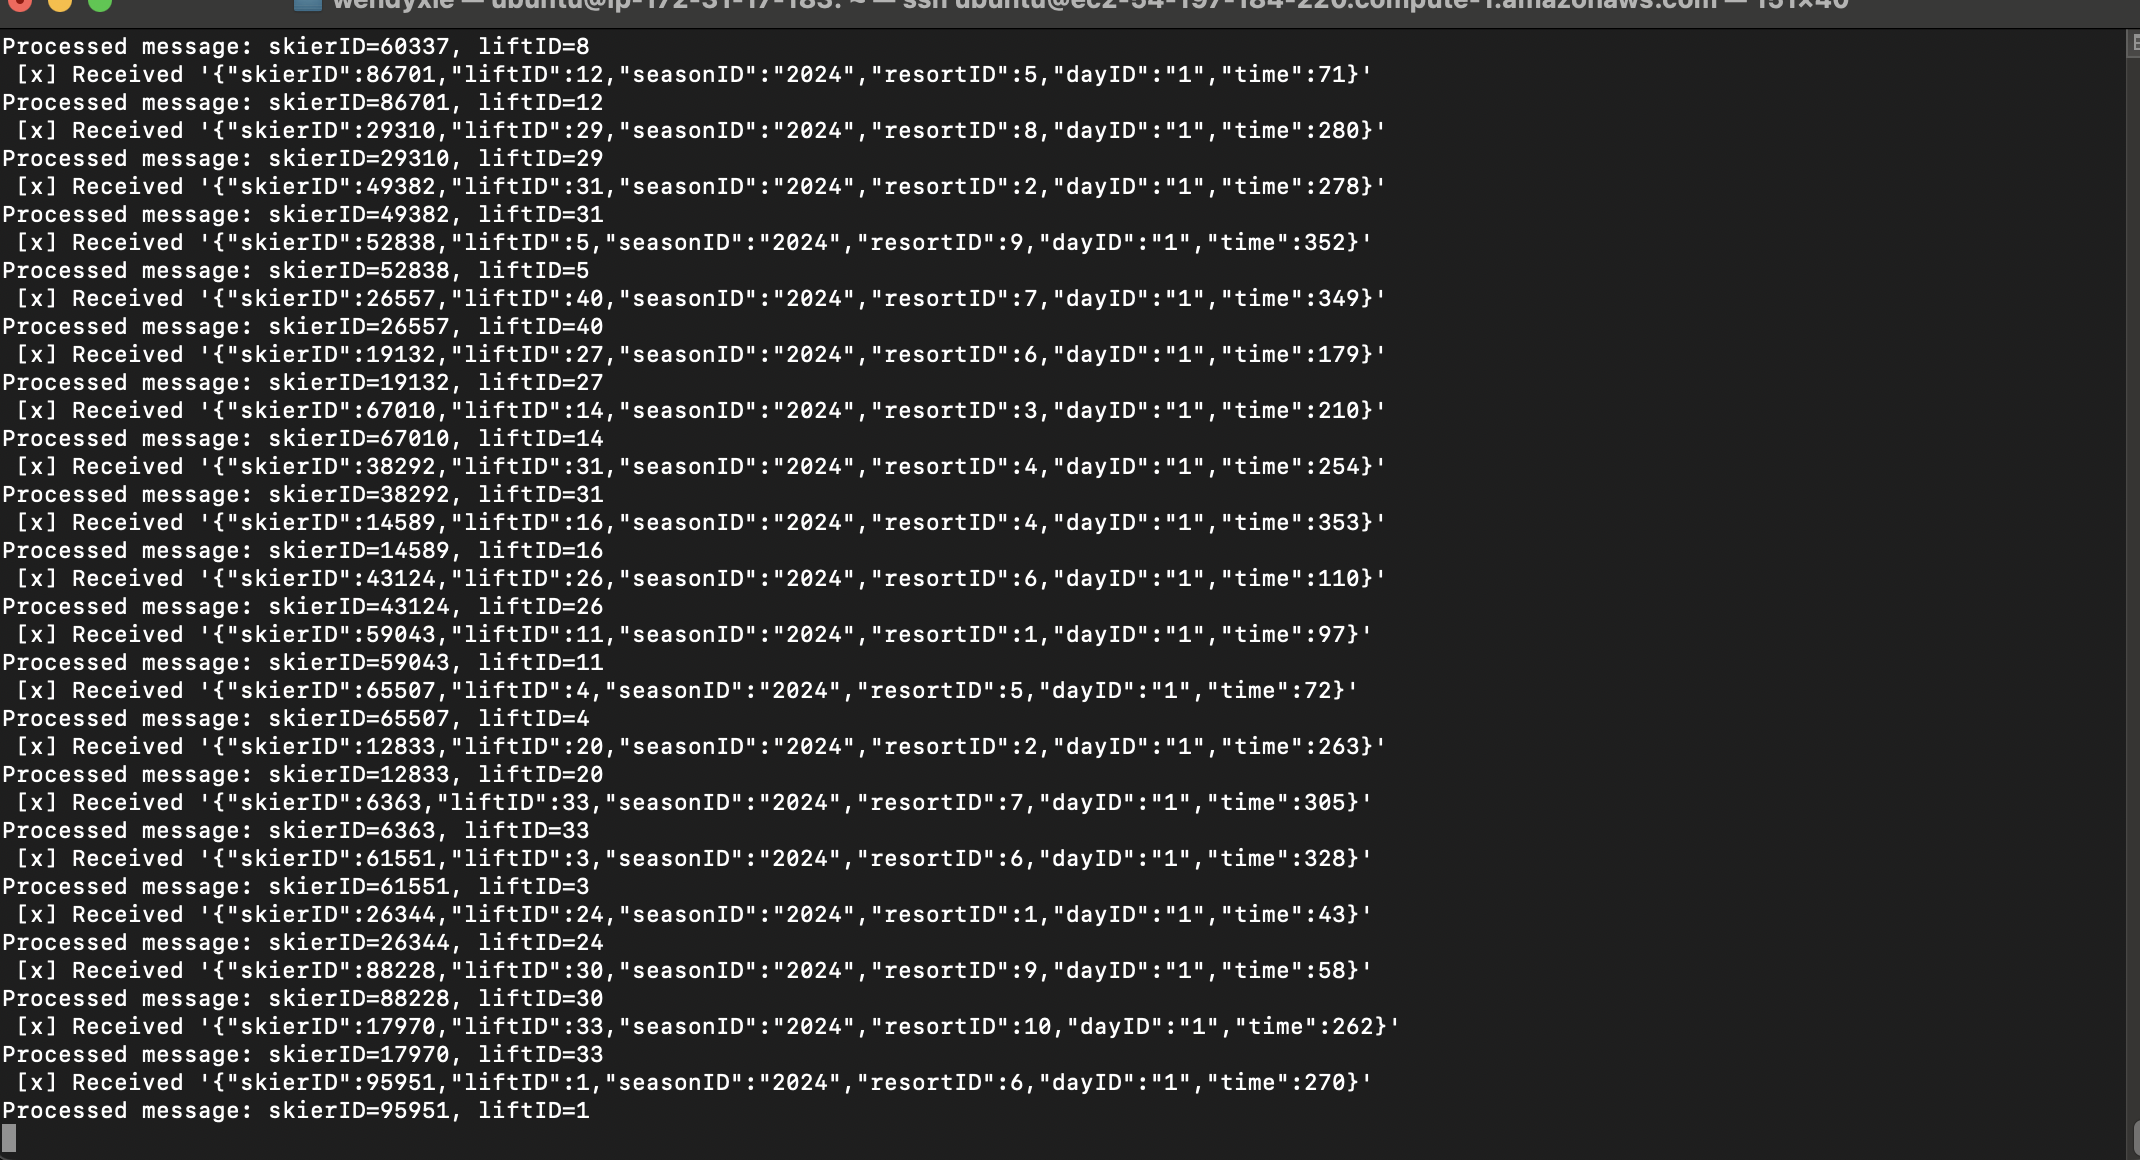 wendyxie — ubuntu@ip-172-31-17-183: ~ — ssh ubuntu@ec2-54-197-184-220.compute-1.amazonaws.com — 151×40
Processed message: skierID=60337, liftID=8
 [x] Received '{"skierID":86701,"liftID":12,"seasonID":"2024","resortID":5,"dayID":"1","time":71}'
Processed message: skierID=86701, liftID=12
 [x] Received '{"skierID":29310,"liftID":29,"seasonID":"2024","resortID":8,"dayID":"1","time":280}'
Processed message: skierID=29310, liftID=29
 [x] Received '{"skierID":49382,"liftID":31,"seasonID":"2024","resortID":2,"dayID":"1","time":278}'
Processed message: skierID=49382, liftID=31
 [x] Received '{"skierID":52838,"liftID":5,"seasonID":"2024","resortID":9,"dayID":"1","time":352}'
Processed message: skierID=52838, liftID=5
 [x] Received '{"skierID":26557,"liftID":40,"seasonID":"2024","resortID":7,"dayID":"1","time":349}'
Processed message: skierID=26557, liftID=40
 [x] Received '{"skierID":19132,"liftID":27,"seasonID":"2024","resortID":6,"dayID":"1","time":179}'
Processed message: skierID=19132, liftID=27
 [x] Received '{"skierID":67010,"liftID":14,"seasonID":"2024","resortID":3,"dayID":"1","time":210}'
Processed message: skierID=67010, liftID=14
 [x] Received '{"skierID":38292,"liftID":31,"seasonID":"2024","resortID":4,"dayID":"1","time":254}'
Processed message: skierID=38292, liftID=31
 [x] Received '{"skierID":14589,"liftID":16,"seasonID":"2024","resortID":4,"dayID":"1","time":353}'
Processed message: skierID=14589, liftID=16
 [x] Received '{"skierID":43124,"liftID":26,"seasonID":"2024","resortID":6,"dayID":"1","time":110}'
Processed message: skierID=43124, liftID=26
 [x] Received '{"skierID":59043,"liftID":11,"seasonID":"2024","resortID":1,"dayID":"1","time":97}'
Processed message: skierID=59043, liftID=11
 [x] Received '{"skierID":65507,"liftID":4,"seasonID":"2024","resortID":5,"dayID":"1","time":72}'
Processed message: skierID=65507, liftID=4
 [x] Received '{"skierID":12833,"liftID":20,"seasonID":"2024","resortID":2,"dayID":"1","time":263}'
Processed message: skierID=12833, liftID=20
 [x] Received '{"skierID":6363,"liftID":33,"seasonID":"2024","resortID":7,"dayID":"1","time":305}'
Processed message: skierID=6363, liftID=33
 [x] Received '{"skierID":61551,"liftID":3,"seasonID":"2024","resortID":6,"dayID":"1","time":328}'
Processed message: skierID=61551, liftID=3
 [x] Received '{"skierID":26344,"liftID":24,"seasonID":"2024","resortID":1,"dayID":"1","time":43}'
Processed message: skierID=26344, liftID=24
 [x] Received '{"skierID":88228,"liftID":30,"seasonID":"2024","resortID":9,"dayID":"1","time":58}'
Processed message: skierID=88228, liftID=30
 [x] Received '{"skierID":17970,"liftID":33,"seasonID":"2024","resortID":10,"dayID":"1","time":262}'
Processed message: skierID=17970, liftID=33
 [x] Received '{"skierID":95951,"liftID":1,"seasonID":"2024","resortID":6,"dayID":"1","time":270}'
Processed message: skierID=95951, liftID=1